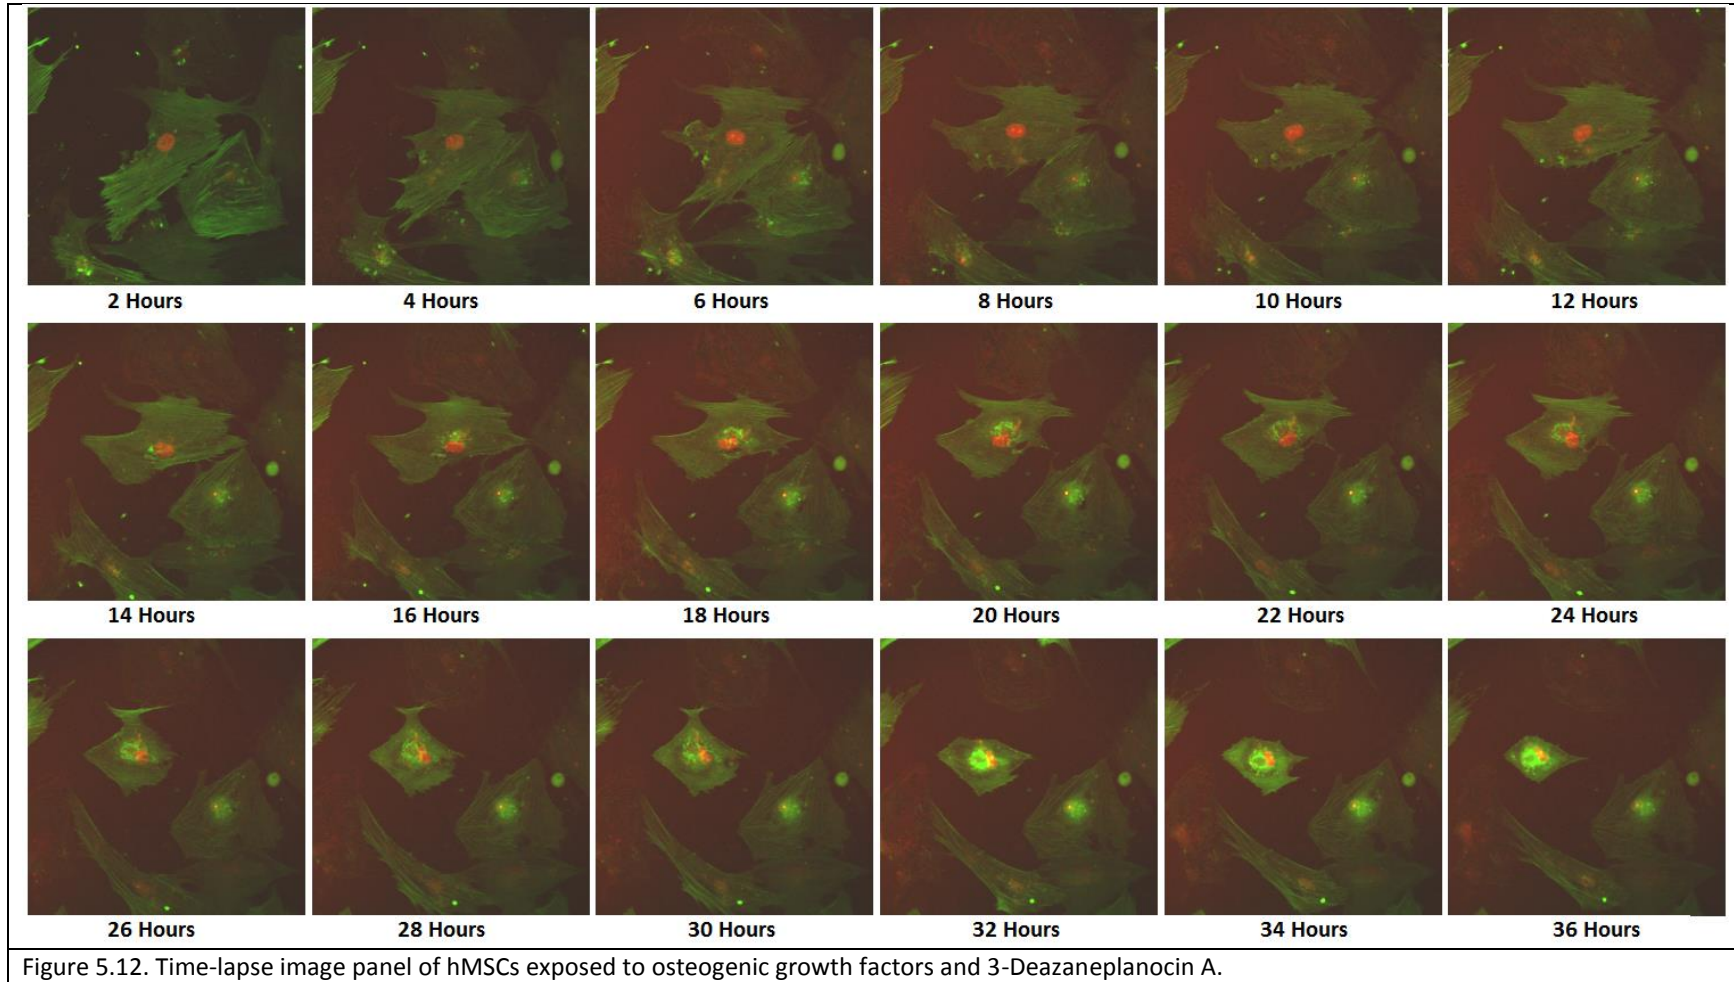 2 Hours
4 Hours
6 Hours
8 Hours
10 Hours
12 Hours
14 Hours
16 Hours
18 Hours
20 Hours
22 Hours
24 Hours
26 Hours
28 Hours
30 Hours
32 Hours
34 Hours
36 Hours
Figure 5.12. Time-lapse image panel of hMSCs exposed to osteogenic growth factors and 3-Deazaneplanocin A.